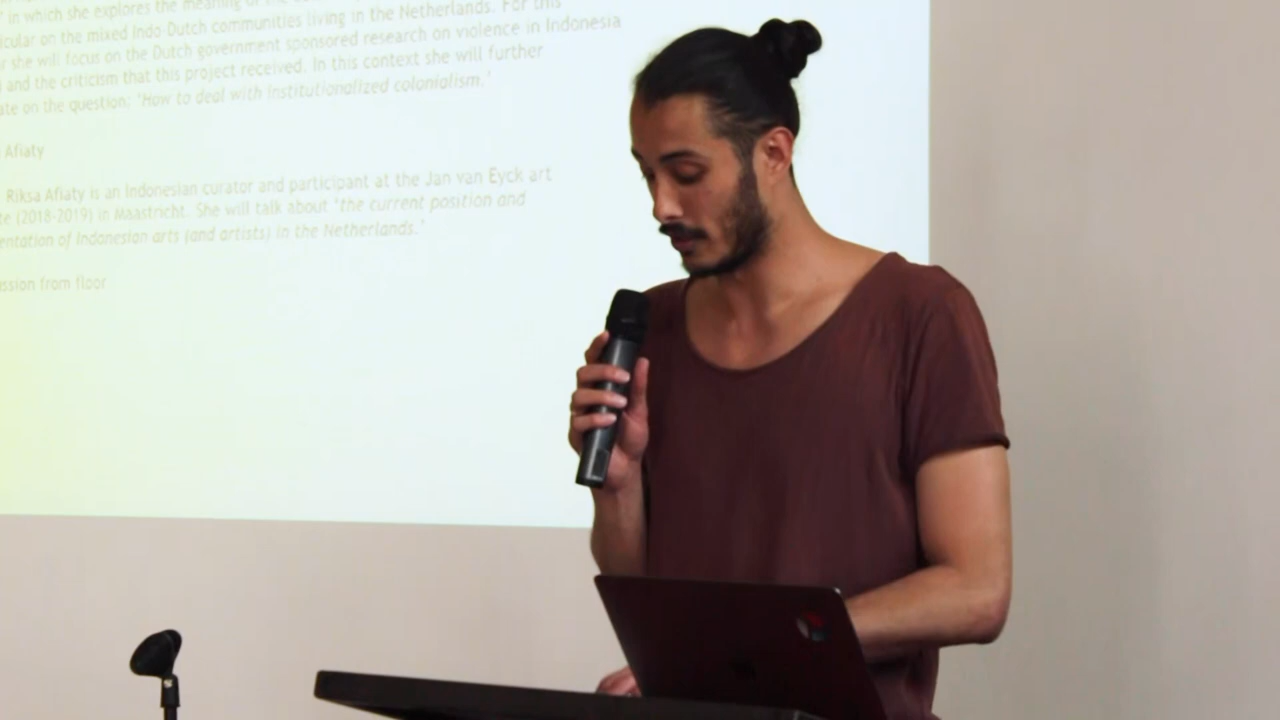 in which she explores the meaning of the
icular on the mixed Indo-Dutch communities living in the Netherlands. For this
r she will focus on the Dutch government sponsored research on violence in Indonesia
) and the criticism that this project received. In this context she will further
ate on the question: 'How to deal with institutionalized colonialism.'
Afiaty
Riksa Afiaty is an Indonesian curator and participant at the Jan van Eyck art
te (2018-2019) in Maastricht. She will talk about 'the current position and
entation of Indonesian arts (and artists) in the Netherlands.'
ssion from floor